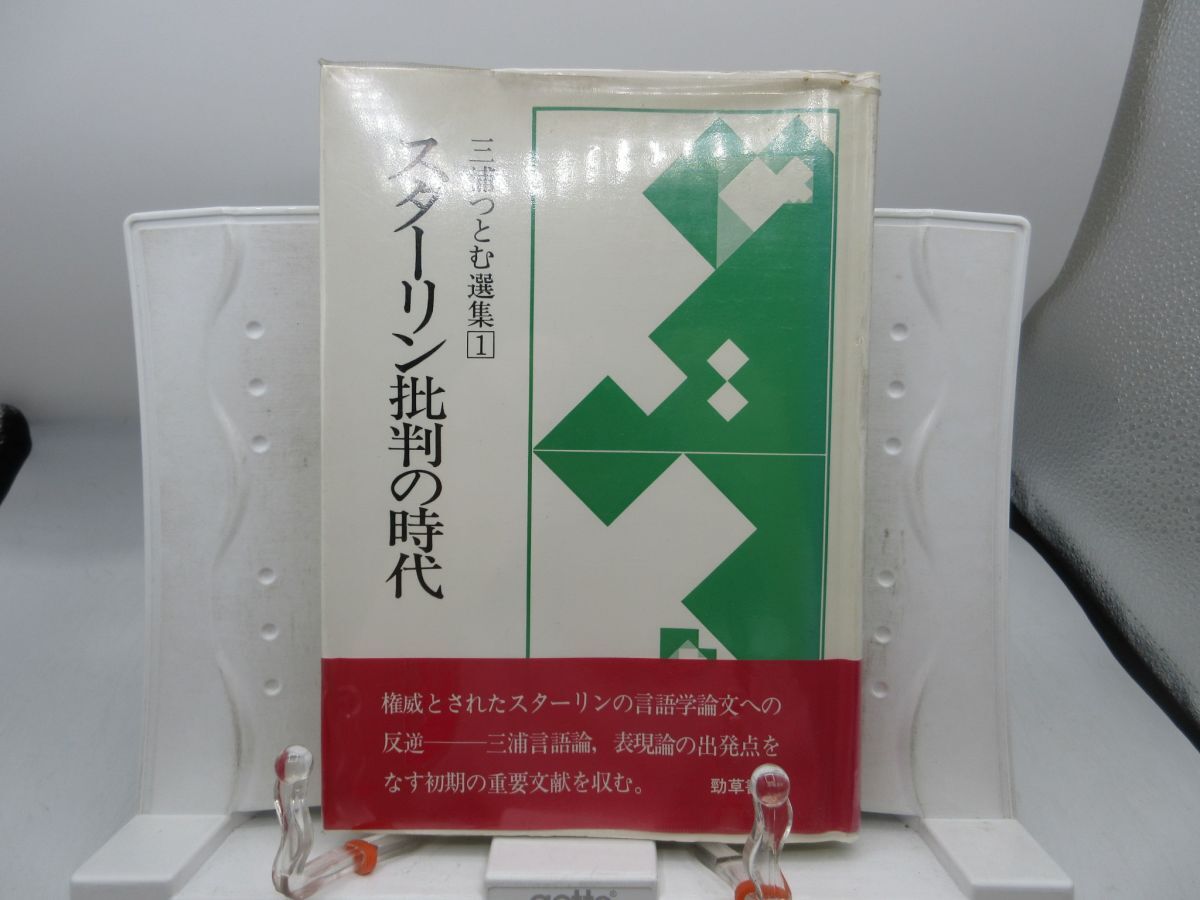 三浦つとむ選集1
スターリン批判の時代
権威とされたスターリンの言語学論文への
反逆———三浦言語論，表現論の出発点を
なす初期の重要文献を収む。
勁草書